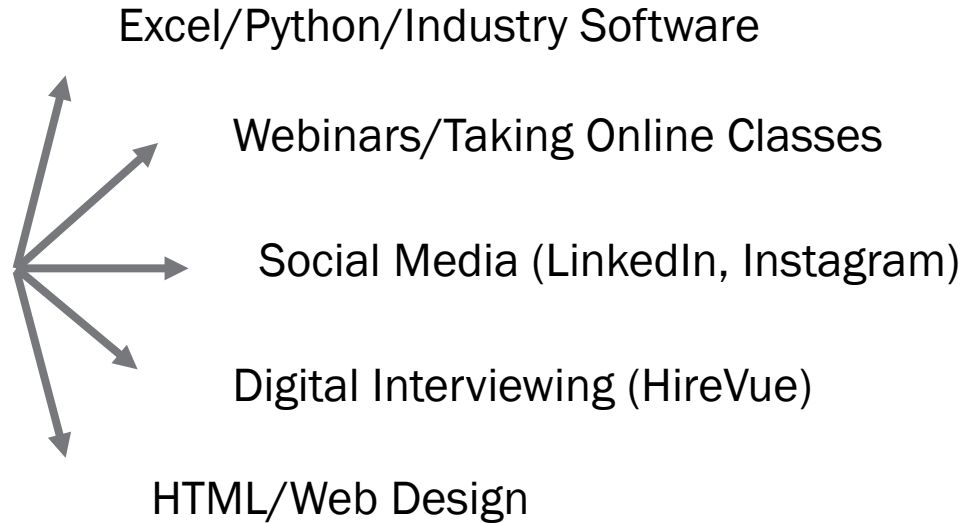 Excel/Python/Industry Software
Webinars/Taking Online Classes
Social Media (LinkedIn, Instagram)
Digital Interviewing (HireVue)
HTML/Web Design